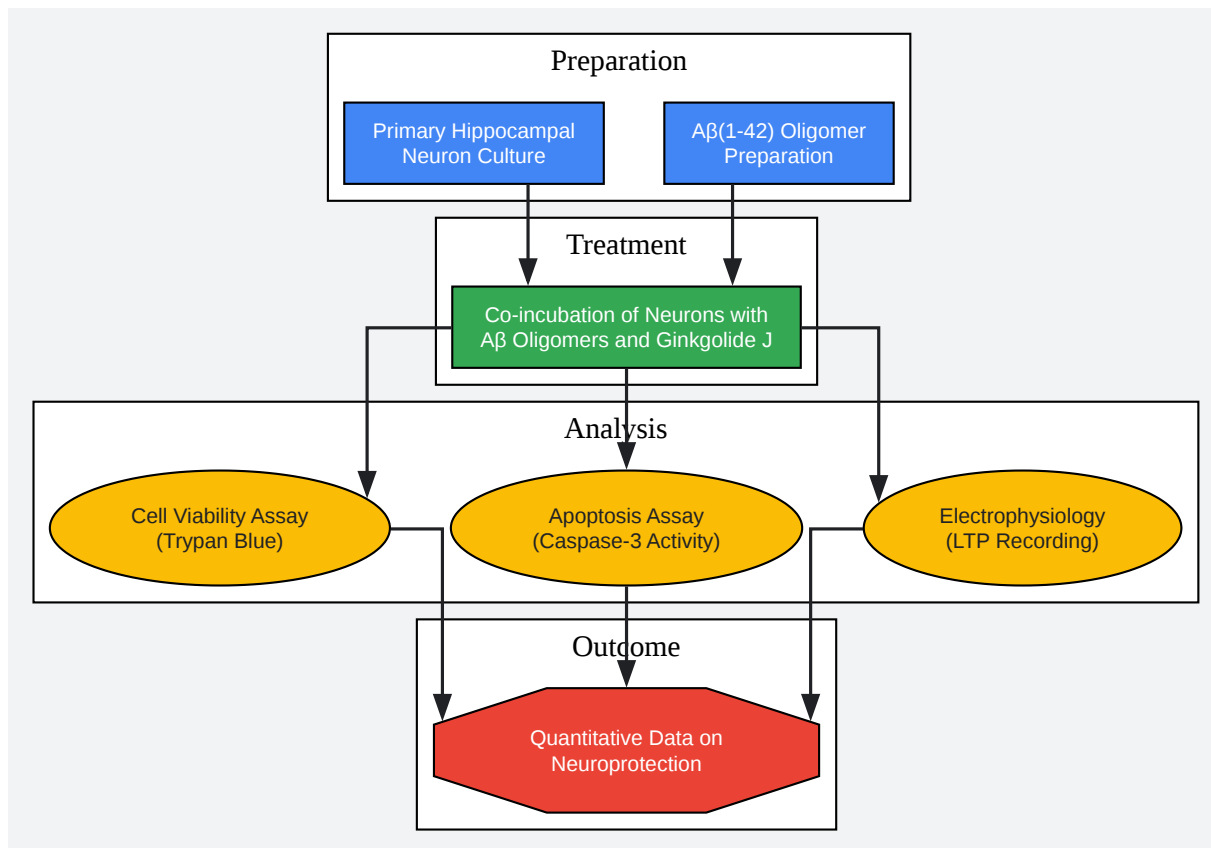 Preparation
Primary Hippocampal
Neuron Culture
Aβ(1-42) Oligomer
Preparation
Treatment
Co-incubation of Neurons with
Aβ Oligomers and Ginkgolide J
Analysis
Cell Viability Assay
(Trypan Blue)
Apoptosis Assay
(Caspase-3 Activity)
Electrophysiology
(LTP Recording)
Outcome
Quantitative Data on
Neuroprotection